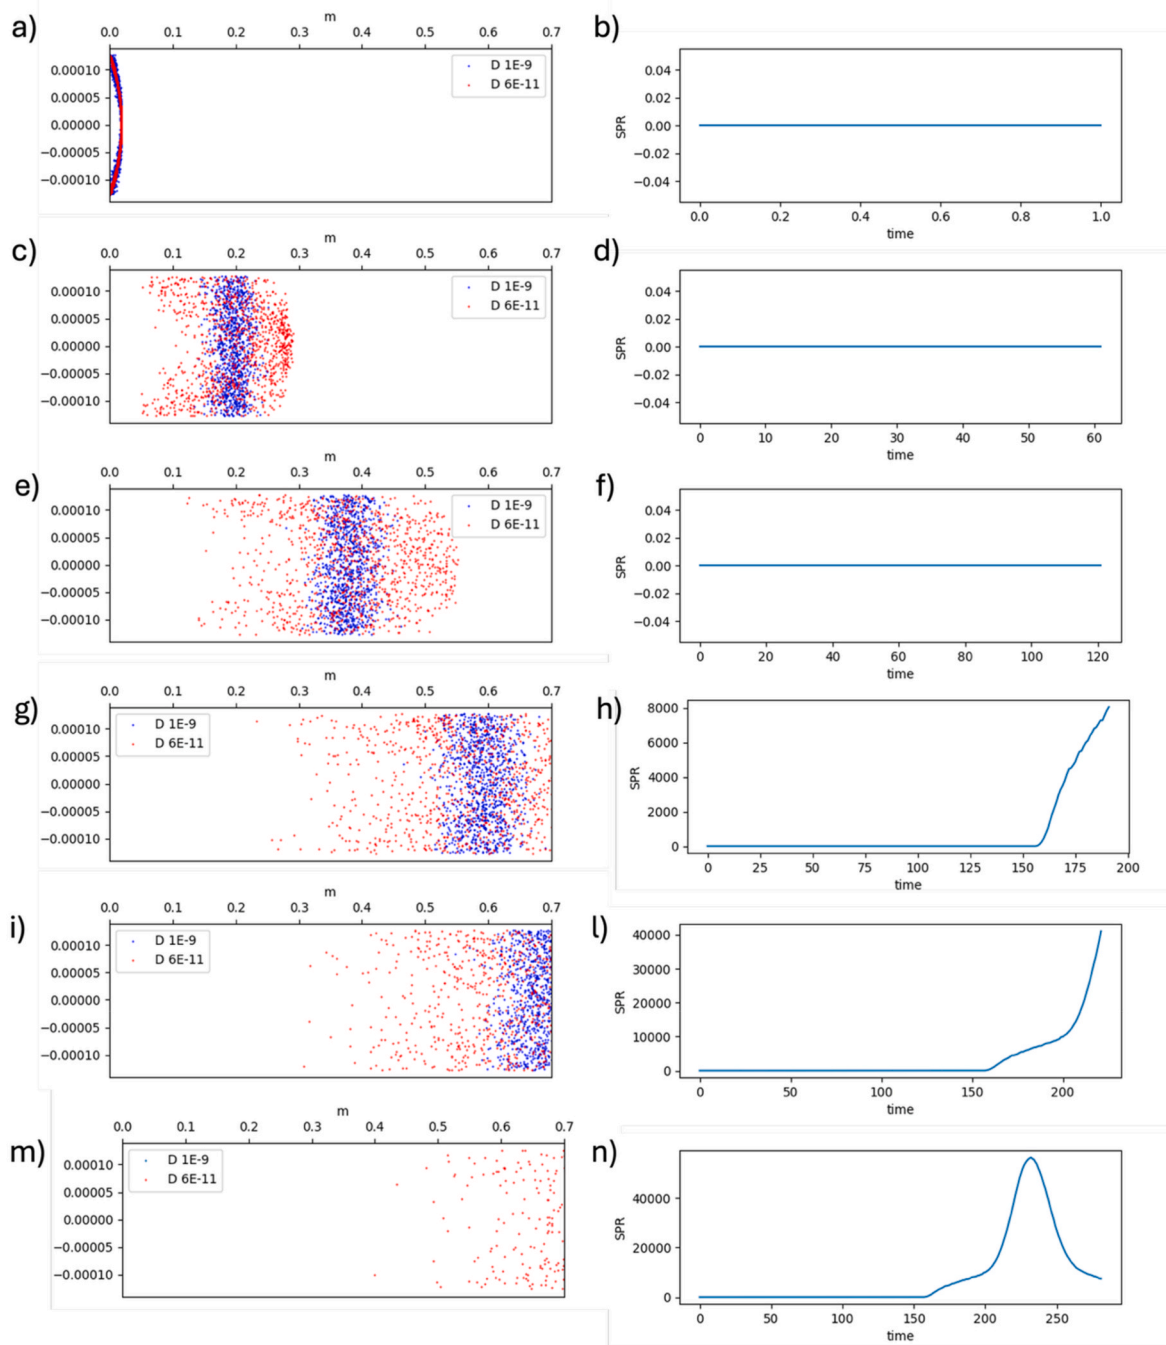 a)
m
0.0 0.1 0.2 0.3 0.4 0.5 0.6 0.7
0.00010
0.00005
0.00000
−0.00005
−0.00010
D 1E-9
D 6E-11
b)
0.04
0.02
0.00
−0.02
−0.04
SPR
0.0 0.2 0.4 0.6 0.8 1.0
time
c)
m
0.0 0.1 0.2 0.3 0.4 0.5 0.6 0.7
0.00010
0.00005
0.00000
−0.00005
−0.00010
D 1E-9
D 6E-11
d)
0.04
0.02
0.00
−0.02
−0.04
SPR
0 10 20 30 40 50 60
time
e)
m
0.0 0.1 0.2 0.3 0.4 0.5 0.6 0.7
0.00010
0.00005
0.00000
−0.00005
−0.00010
D 1E-9
D 6E-11
f)
0.04
0.02
0.00
−0.02
−0.04
SPR
0 20 40 60 80 100 120
time
g)
m
0.0 0.1 0.2 0.3 0.4 0.5 0.6 0.7
0.00010
0.00005
0.00000
−0.00005
−0.00010
D 1E-9
D 6E-11
h)
8000
6000
4000
2000
0
SPR
0 25 50 75 100 125 150 175 200
time
i)
m
0.0 0.1 0.2 0.3 0.4 0.5 0.6 0.7
0.00010
0.00005
0.00000
−0.00005
−0.00010
D 1E-9
D 6E-11
l)
40000
30000
20000
10000
0
SPR
0 50 100 150 200
time
m)
m
0.0 0.1 0.2 0.3 0.4 0.5 0.6 0.7
0.00010
0.00005
0.00000
−0.00005
−0.00010
D 1E-9
D 6E-11
n)
40000
20000
0
SPR
0 50 100 150 200 250
time